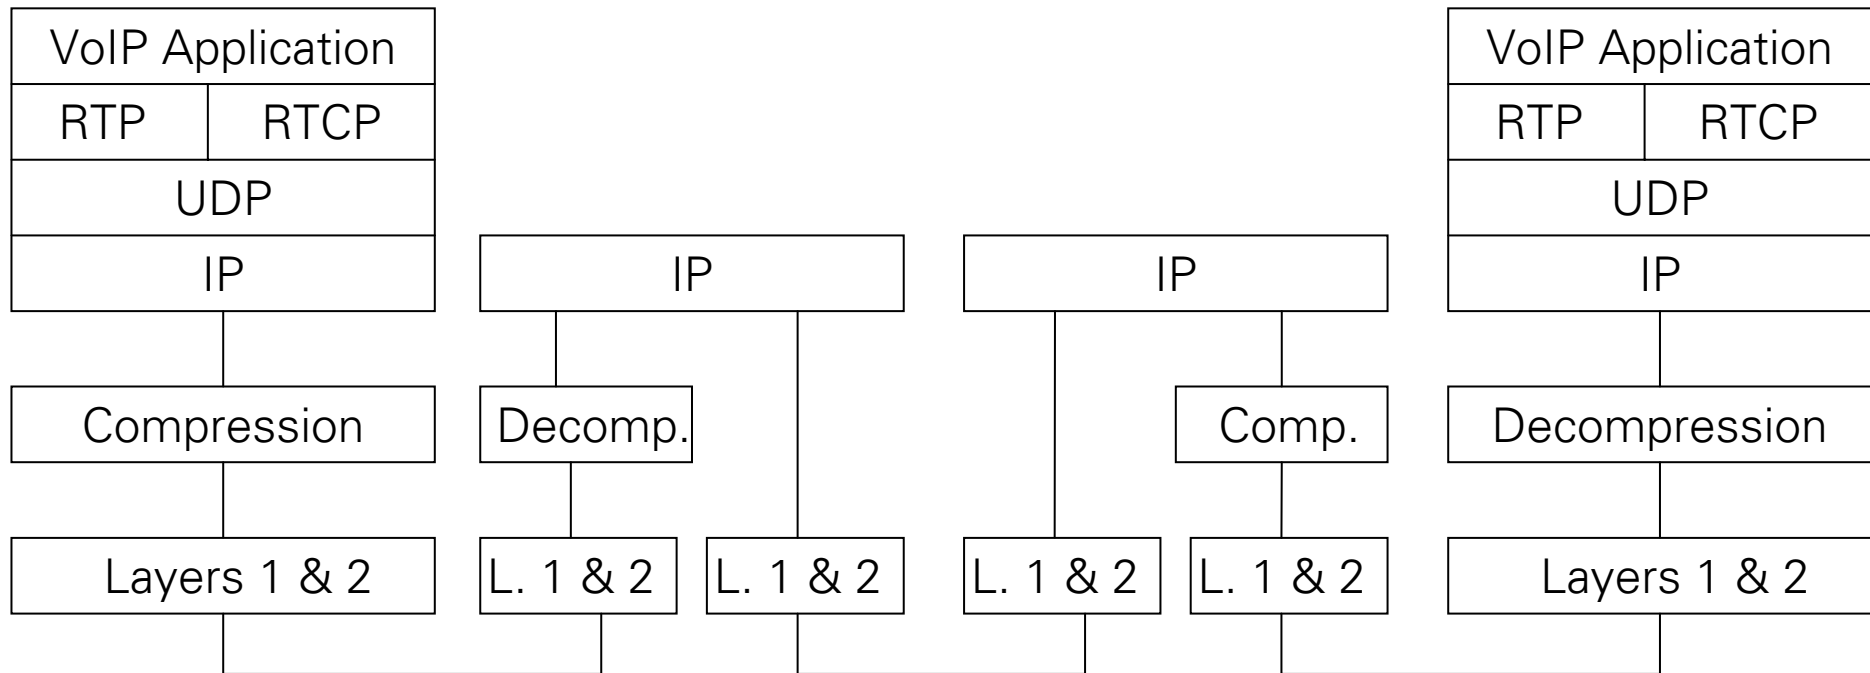 VoIP Application
VoIP Application
RTP
RTCP
RTP
RTCP
UDP
UDP
IP
IP
IP
IP
Compression
Decomp.
Comp.
Decompression
Layers 1 & 2
L. 1 & 2
L. 1 & 2
L. 1 & 2
L. 1 & 2
Layers 1 & 2